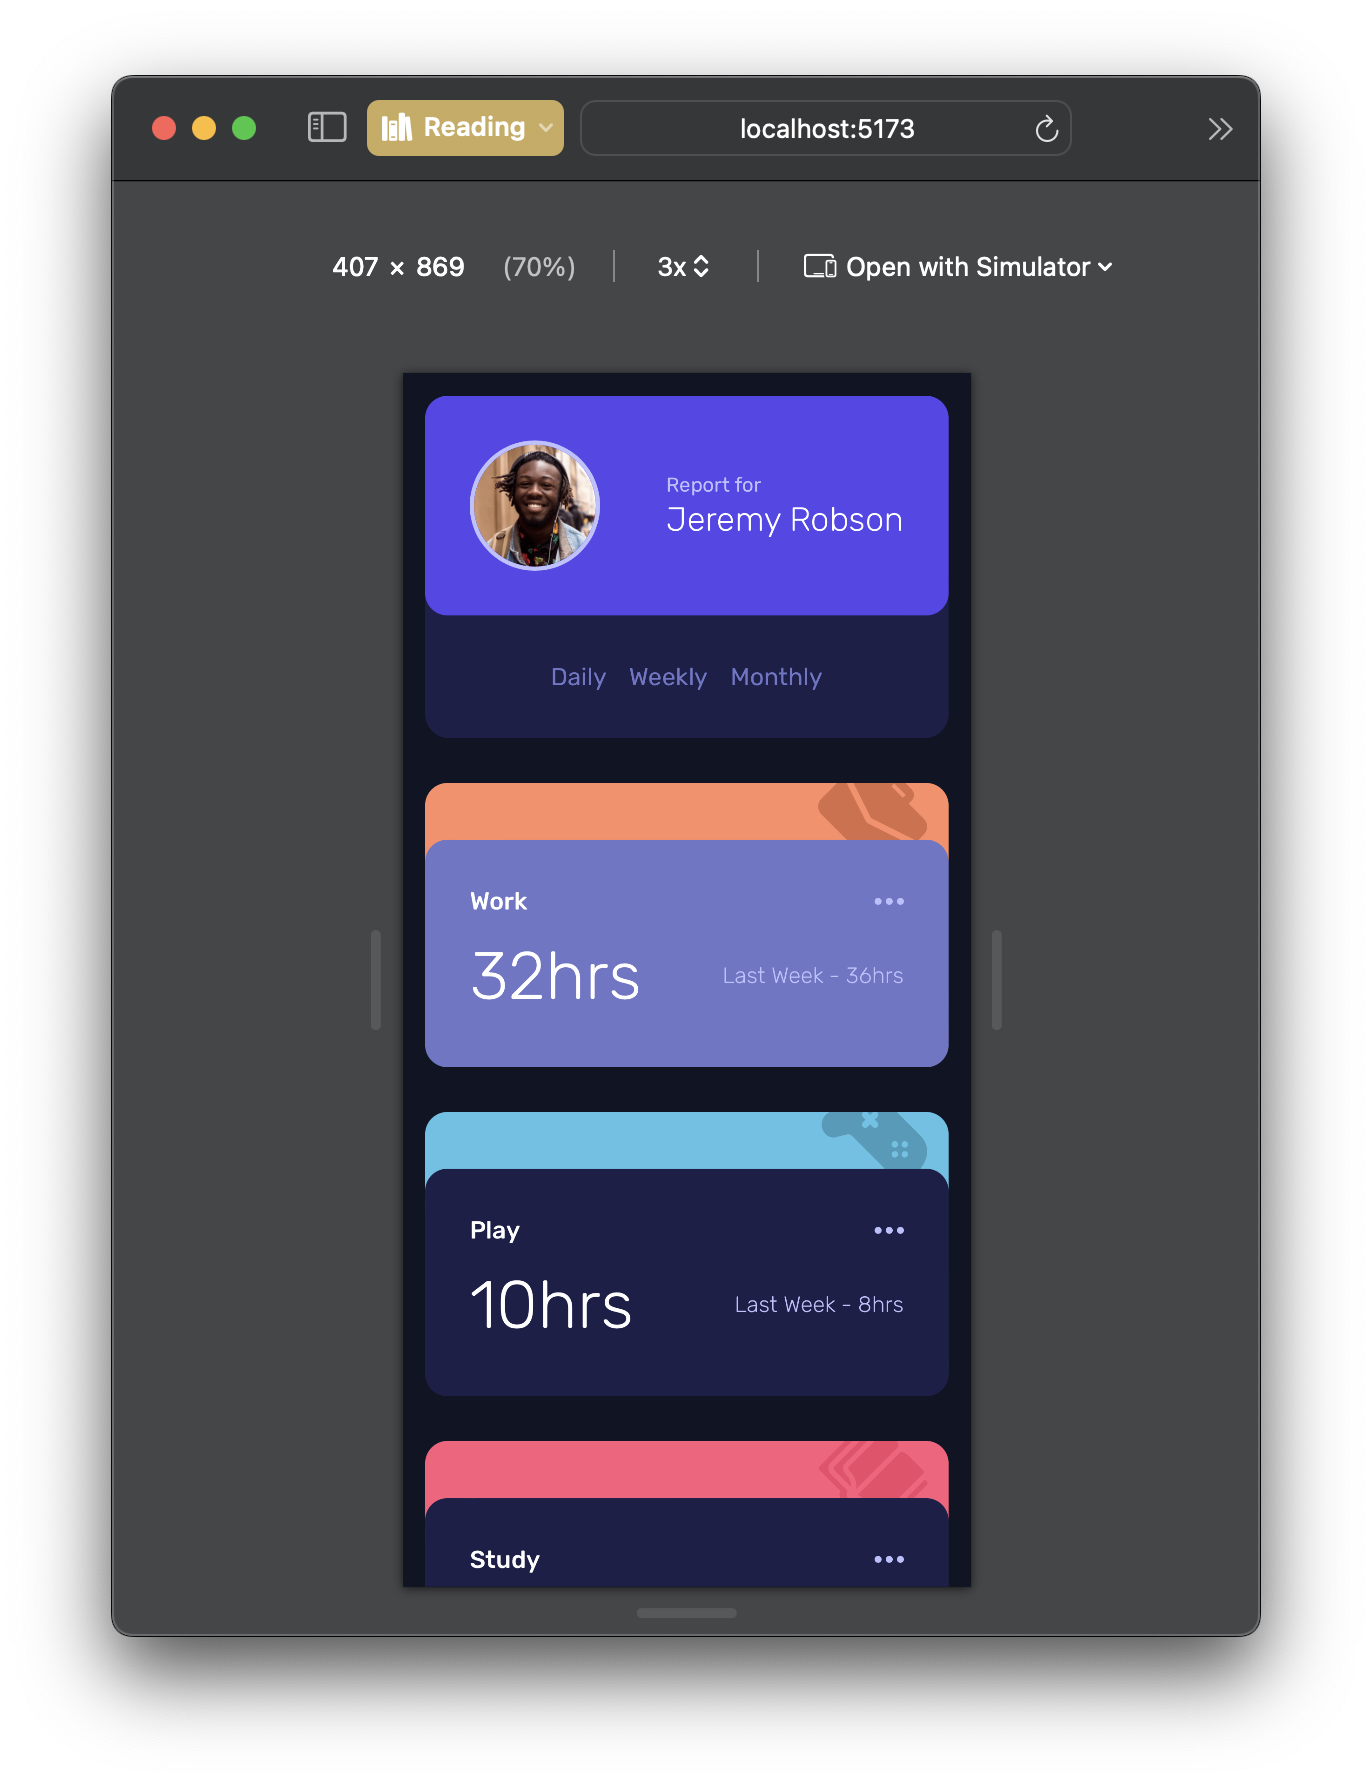 Reading
localhost:5173
407 × 869 (70%) 3x Open with Simulator
Report for
Jeremy Robson
Daily Weekly Monthly
Work
32hrs Last Week - 36hrs
Play
10hrs Last Week - 8hrs
Study